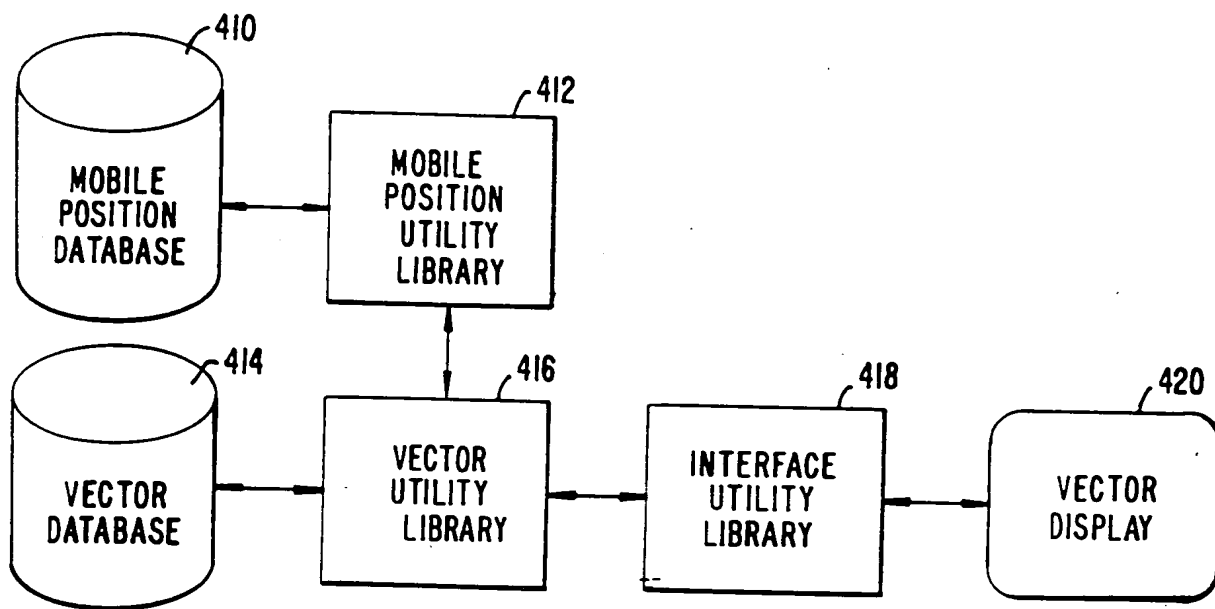 410
MOBILE
POSITION
DATABASE
412
MOBILE
POSITION
UTILITY
LIBRARY
414
VECTOR
DATABASE
416
VECTOR
UTILITY
LIBRARY
418
INTERFACE
UTILITY
LIBRARY
420
VECTOR
DISPLAY